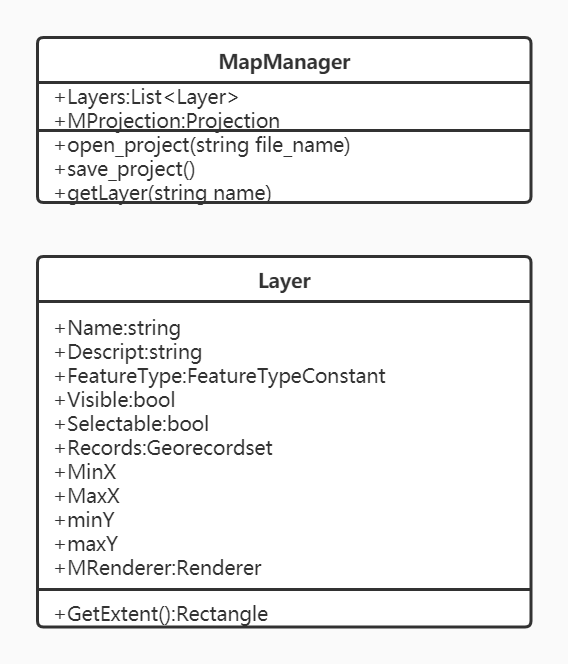 MapManager
+Layers:List<Layer>
+MProjection:Projection
+open_project(string file_name)
+save_project()
+getLayer(string name)
Layer
+Name:string
+Descript:string
+FeatureType:FeatureTypeConstant
+Visible:bool
+Selectable:bool
+Records:Georecordset
+MinX
+MaxX
+minY
+maxY
+MRenderer:Renderer
+GetExtent():Rectangle